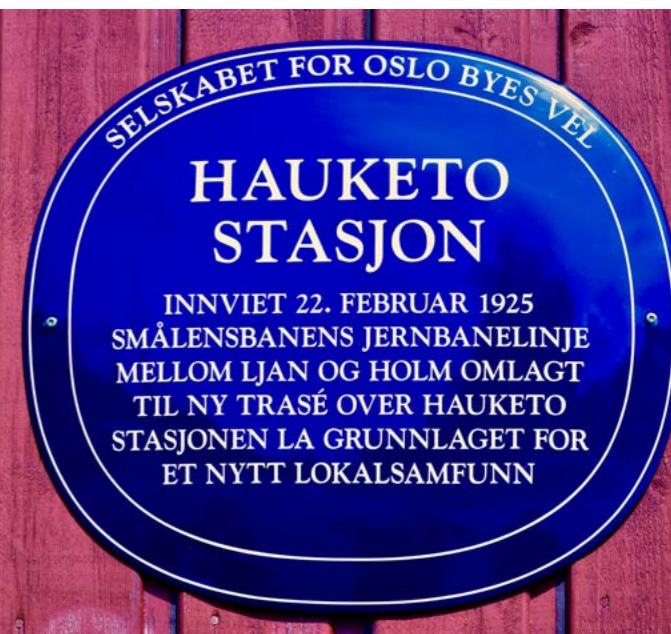 SELSKABET FOR OSLO BYES VEL
HAUKETO
STASJON
INNVIET 22. FEBRUAR 1925
SMÅLENSBANENS JERNBANELINJE
MELLOM LJAN OG HOLM OMLAGT
TIL NY TRASÉ OVER HAUKETO
STASJONEN LA GRUNNLAGET FOR
ET NYTT LOKALSAMFUNN